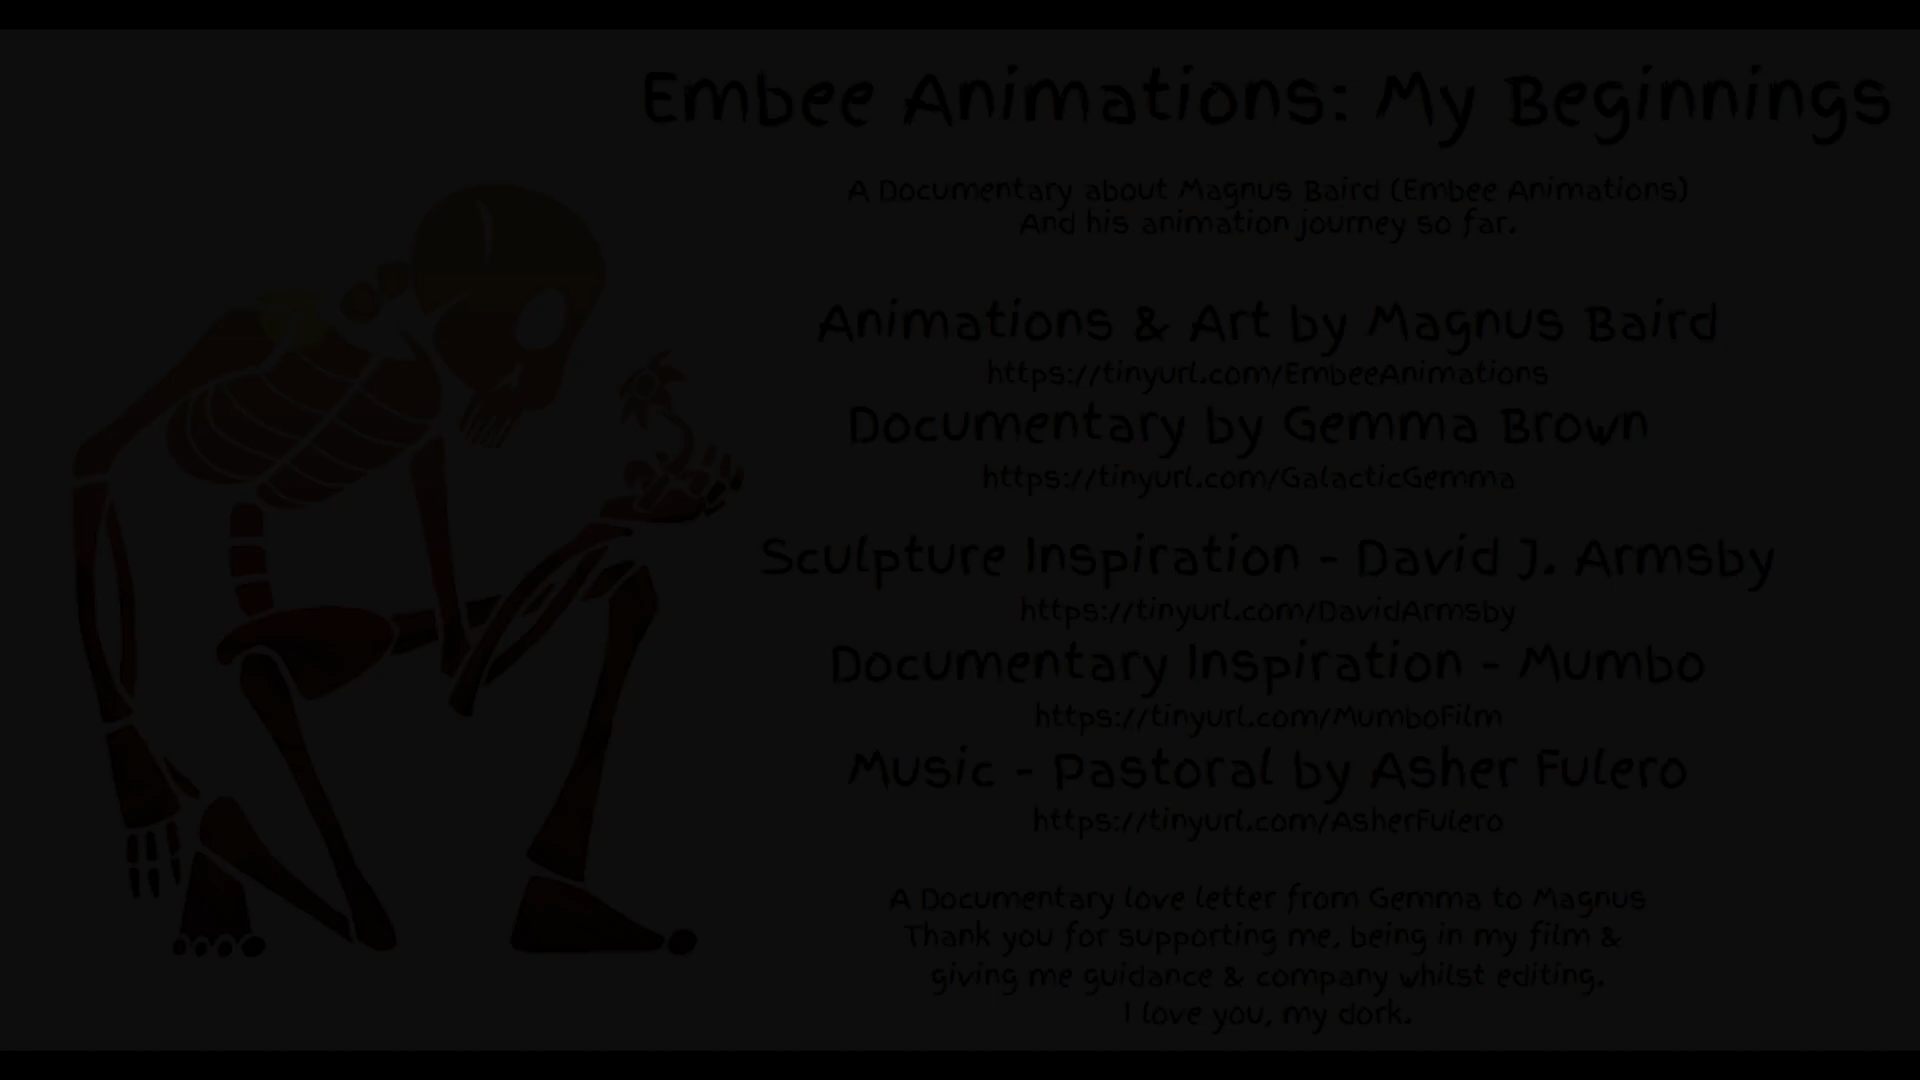 Embee Animations: My Beginnings
A Documentary about Magnus Baird (Embee Animations)
And his animation journey so far.
Animations & Art by Magnus Baird
https://tinyurl.com/EmbeeAnimations
Documentary by Gemma Brown
https://tinyurl.com/GalacticGemma
Sculpture Inspiration - David J. Armsby
https://tinyurl.com/DavidArmsby
Documentary Inspiration - Mumbo
https://tinyurl.com/MumboFilm
Music - Pastoral by Asher Fulero
https://tinyurl.com/AsherFulero
A Documentary love letter from Gemma to Magnus
Thank you for supporting me, being in my film &
giving me guidance & company whilst editing.
I love you, my dork.